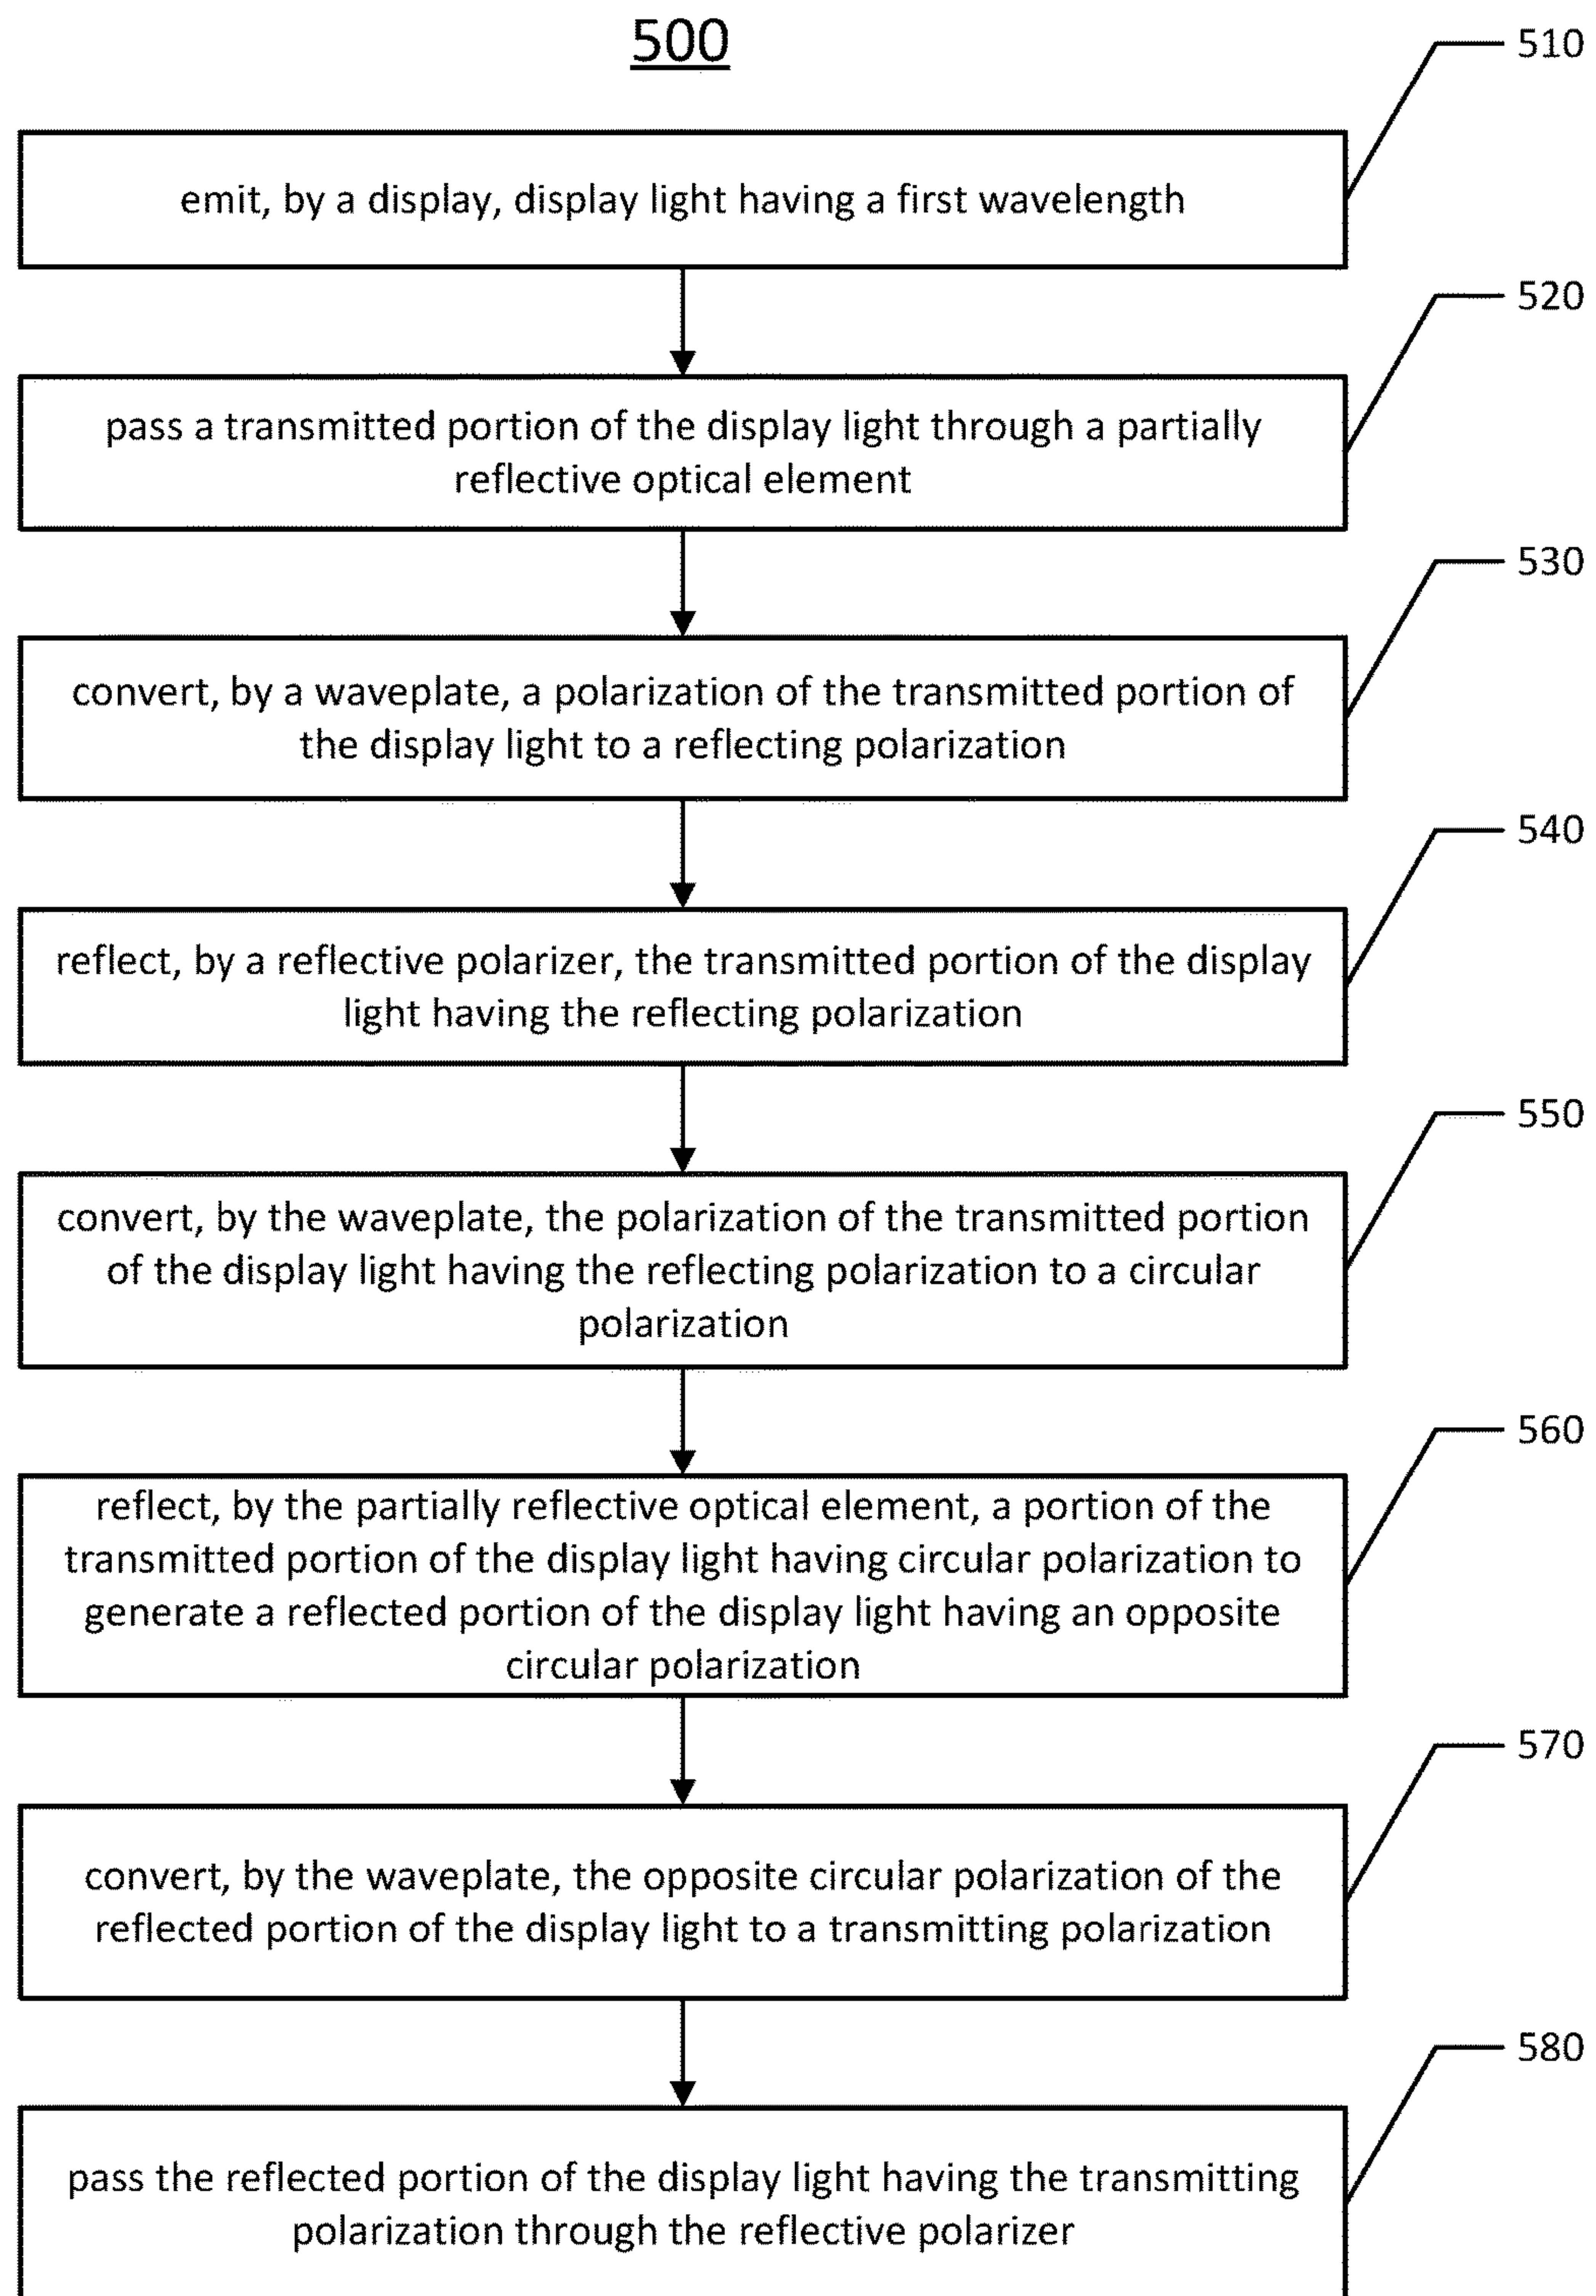 500
510
emit, by a display, display light having a first wavelength
520
pass a transmitted portion of the display light through a partially
reflective optical element
530
convert, by a waveplate, a polarization of the transmitted portion of
the display light to a reflecting polarization
540
reflect, by a reflective polarizer, the transmitted portion of the display
light having the reflecting polarization
550
convert, by the waveplate, the polarization of the transmitted portion
of the display light having the reflecting polarization to a circular
polarization
560
reflect, by the partially reflective optical element, a portion of the
transmitted portion of the display light having circular polarization to
generate a reflected portion of the display light having an opposite
circular polarization
570
convert, by the waveplate, the opposite circular polarization of the
reflected portion of the display light to a transmitting polarization
580
pass the reflected portion of the display light having the transmitting
polarization through the reflective polarizer